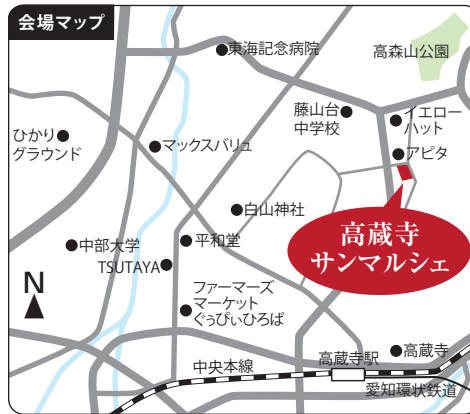 会場マップ
東海記念病院
高森山公園
藤山台
中学校
イエロー
ハット
ひかり
グラウンド
マックスバリュ
アピタ
白山神社
高蔵寺
サンマルシェ
中部大学
平和堂
TSUTAYA
N
ファーマーズ
マーケット
ぐぅぴぃひろば
高蔵寺駅
高蔵寺
中央本線
愛知環状鉄道